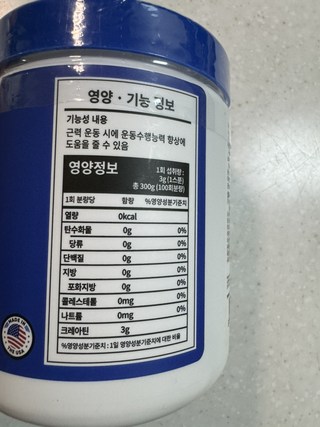 영양 · 기능 정보
기능성 내용
근력 운동 시에 운동수행능력 향상에
도움을 줄 수 있음
영양정보
1회 섭취량 :
3g (1스푼)
총 300g (100회분량)
1회 분량당 함량 %영양성분기준치
열량 0kcal
탄수화물 0g 0%
당류 0g
단백질 0g 0%
지방 0g 0%
포화지방 0g 0%
콜레스테롤 0mg 0%
나트륨 0mg 0%
크레아틴 3g
%영양성분기준치 : 1일 영양성분기준치에 대한 비율
MADE IN
THE USA